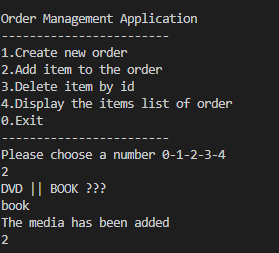 Order Management Application
------------------------
1.Create new order
2.Add item to the order
3.Delete item by id
4.Display the items list of order
0.Exit
------------------------
Please choose a number 0-1-2-3-4
2
DVD || BOOK ???
book
The media has been added
2